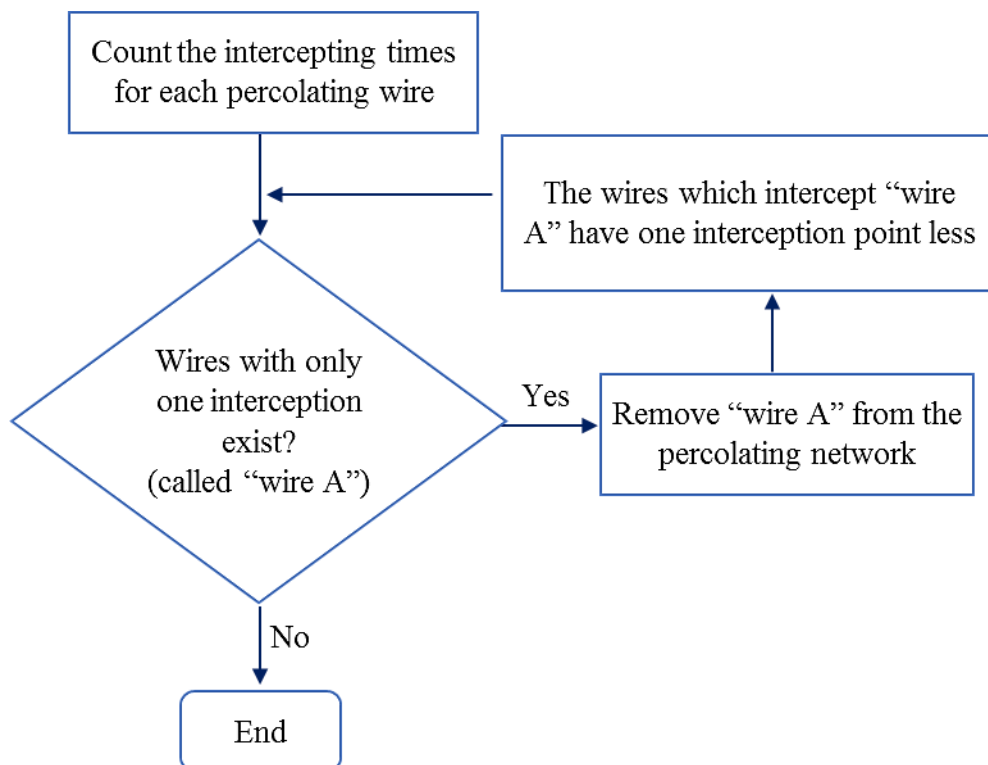 Count the intercepting times
for each percolating wire
The wires which intercept “wire
A” have one interception point less
Wires with only
one interception
exist?
(called “wire A”)
Yes
Remove “wire A” from the
percolating network
No
End